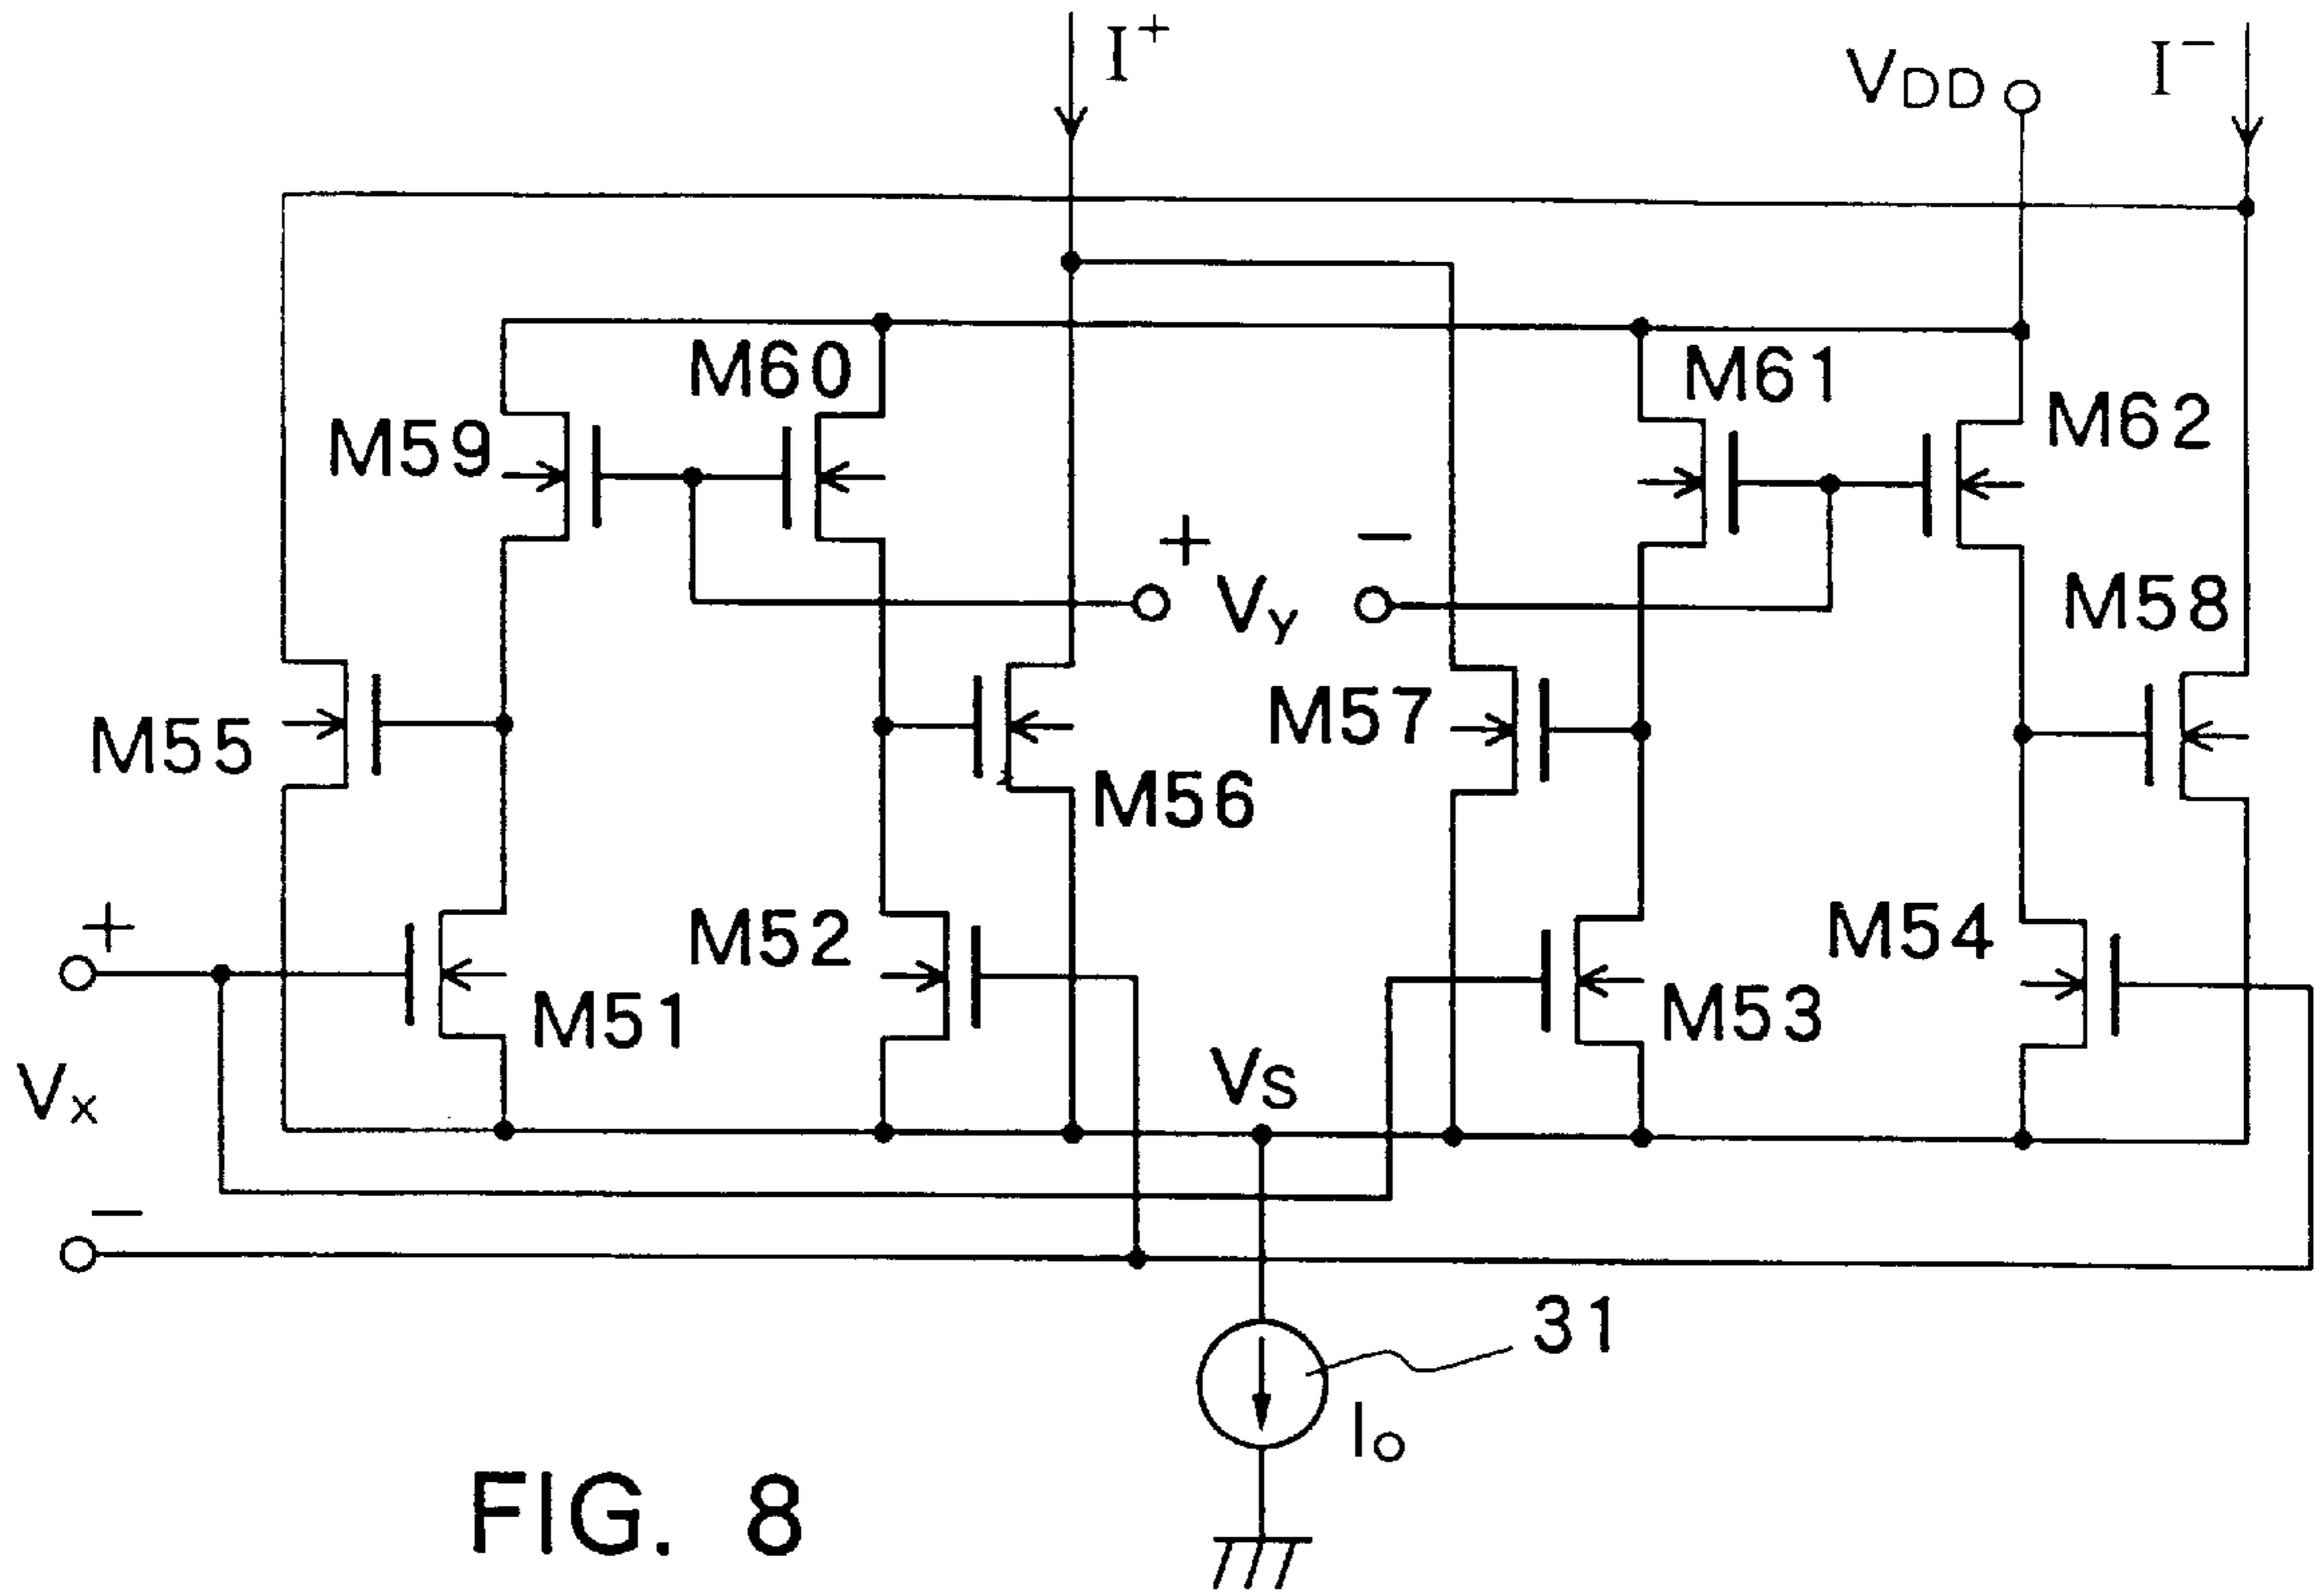 I+
VDD
I−
M60
M61
M59
M62
+
−
VY
M58
M55
M57
M56
+
M52
M54
M51
M53
Vx
VS
−
31
Io
FIG. 8